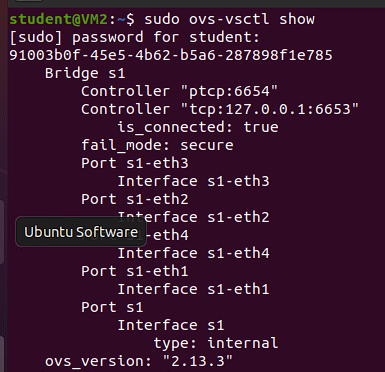 student@VM2:~$ sudo ovs-vsctl show
[sudo] password for student:
91003b0f-45e5-4b62-b5a6-287898f1e785
    Bridge s1
        Controller "ptcp:6654"
        Controller "tcp:127.0.0.1:6653"
            is_connected: true
        fail_mode: secure
        Port s1-eth3
            Interface s1-eth3
        Port s1-eth2
            Interface s1-eth2
Ubuntu Software
s1-eth4
            Interface s1-eth4
        Port s1-eth1
            Interface s1-eth1
        Port s1
            Interface s1
                type: internal
    ovs_version: "2.13.3"